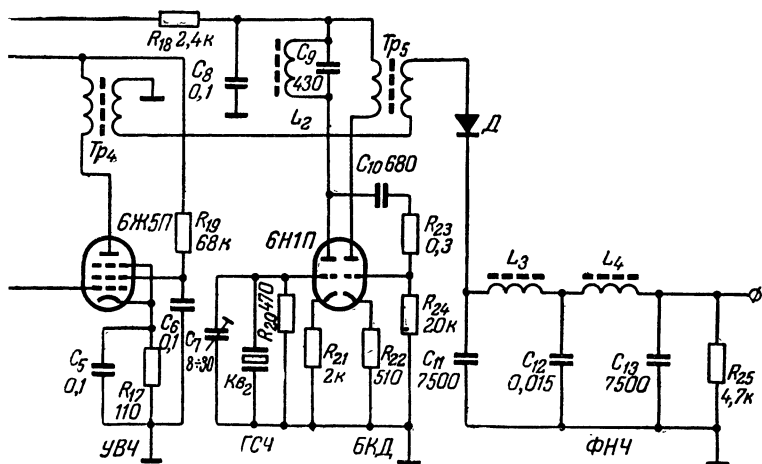 R18 2,4к
C8
0,1
C9
430
L2
Тр5
Д
Тр4
C10 680
6Ж5П
R19
68к
6Н1П
R23
0,3
L3
L4
R20 470
R24
20к
C5
0,1
C6
0,1
C7
8÷30
Кв2
R21
2к
R22
510
C11
7500
C12
0,015
C13
7500
R25
4,7к
R17
110
УВЧ
ГСЧ
БКД
ФНЧ